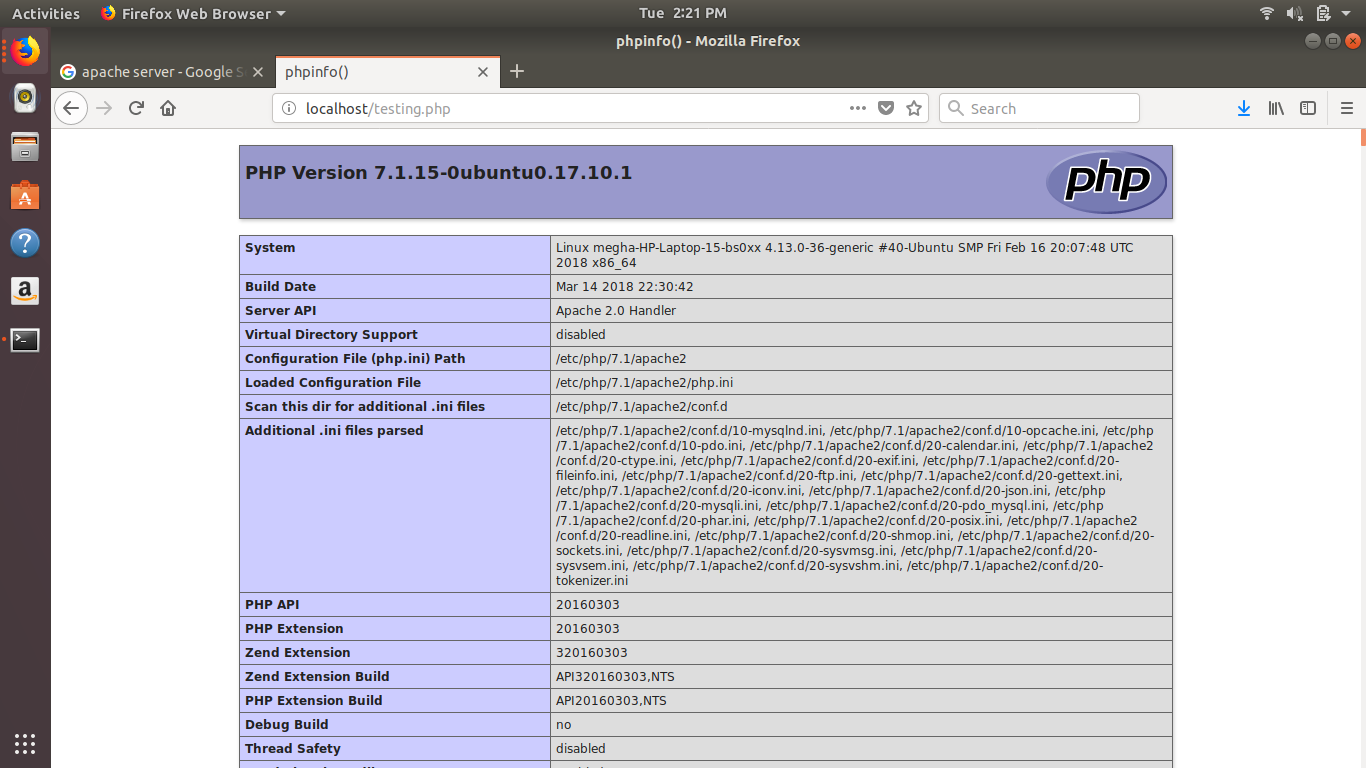 Activities
Firefox Web Browser
Tue 2:21 PM
phpinfo() - Mozilla Firefox
apache server - Google S
phpinfo()
localhost/testing.php
Search
PHP Version 7.1.15-0ubuntu0.17.10.1
php
System
Linux megha-HP-Laptop-15-bs0xx 4.13.0-36-generic #40-Ubuntu SMP Fri Feb 16 20:07:48 UTC
2018 x86_64
Build Date
Mar 14 2018 22:30:42
Server API
Apache 2.0 Handler
Virtual Directory Support
disabled
Configuration File (php.ini) Path
/etc/php/7.1/apache2
Loaded Configuration File
/etc/php/7.1/apache2/php.ini
Scan this dir for additional .ini files
/etc/php/7.1/apache2/conf.d
Additional .ini files parsed
/etc/php/7.1/apache2/conf.d/10-mysqlnd.ini, /etc/php/7.1/apache2/conf.d/10-opcache.ini, /etc/php
/7.1/apache2/conf.d/10-pdo.ini, /etc/php/7.1/apache2/conf.d/20-calendar.ini, /etc/php/7.1/apache2
/conf.d/20-ctype.ini, /etc/php/7.1/apache2/conf.d/20-exif.ini, /etc/php/7.1/apache2/conf.d/20-
fileinfo.ini, /etc/php/7.1/apache2/conf.d/20-ftp.ini, /etc/php/7.1/apache2/conf.d/20-gettext.ini,
/etc/php/7.1/apache2/conf.d/20-iconv.ini, /etc/php/7.1/apache2/conf.d/20-json.ini, /etc/php
/7.1/apache2/conf.d/20-mysqli.ini, /etc/php/7.1/apache2/conf.d/20-pdo_mysql.ini, /etc/php
/7.1/apache2/conf.d/20-phar.ini, /etc/php/7.1/apache2/conf.d/20-posix.ini, /etc/php/7.1/apache2
/conf.d/20-readline.ini, /etc/php/7.1/apache2/conf.d/20-shmop.ini, /etc/php/7.1/apache2/conf.d/20-
sockets.ini, /etc/php/7.1/apache2/conf.d/20-sysvmsg.ini, /etc/php/7.1/apache2/conf.d/20-
sysvsem.ini, /etc/php/7.1/apache2/conf.d/20-sysvshm.ini, /etc/php/7.1/apache2/conf.d/20-
tokenizer.ini
PHP API
20160303
PHP Extension
20160303
Zend Extension
320160303
Zend Extension Build
API320160303,NTS
PHP Extension Build
API20160303,NTS
Debug Build
no
Thread Safety
disabled